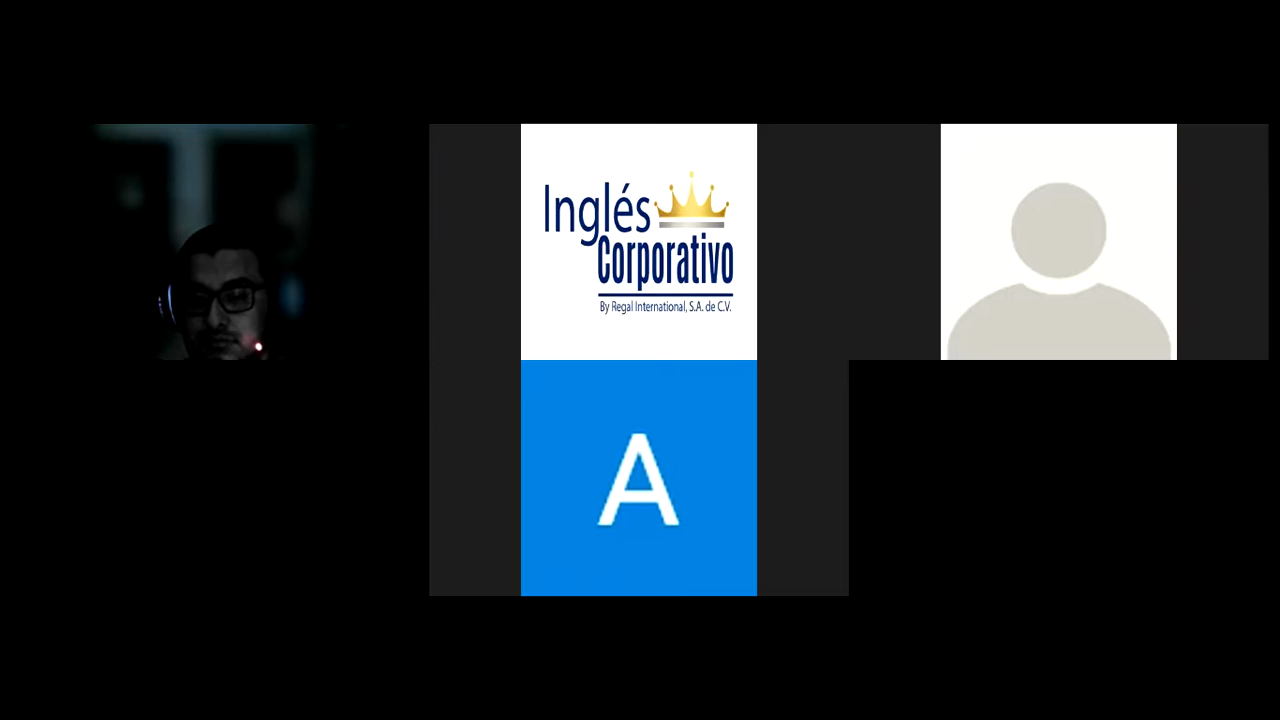 Inglés
Corporativo
By Regal International, S.A. de C.V.
A